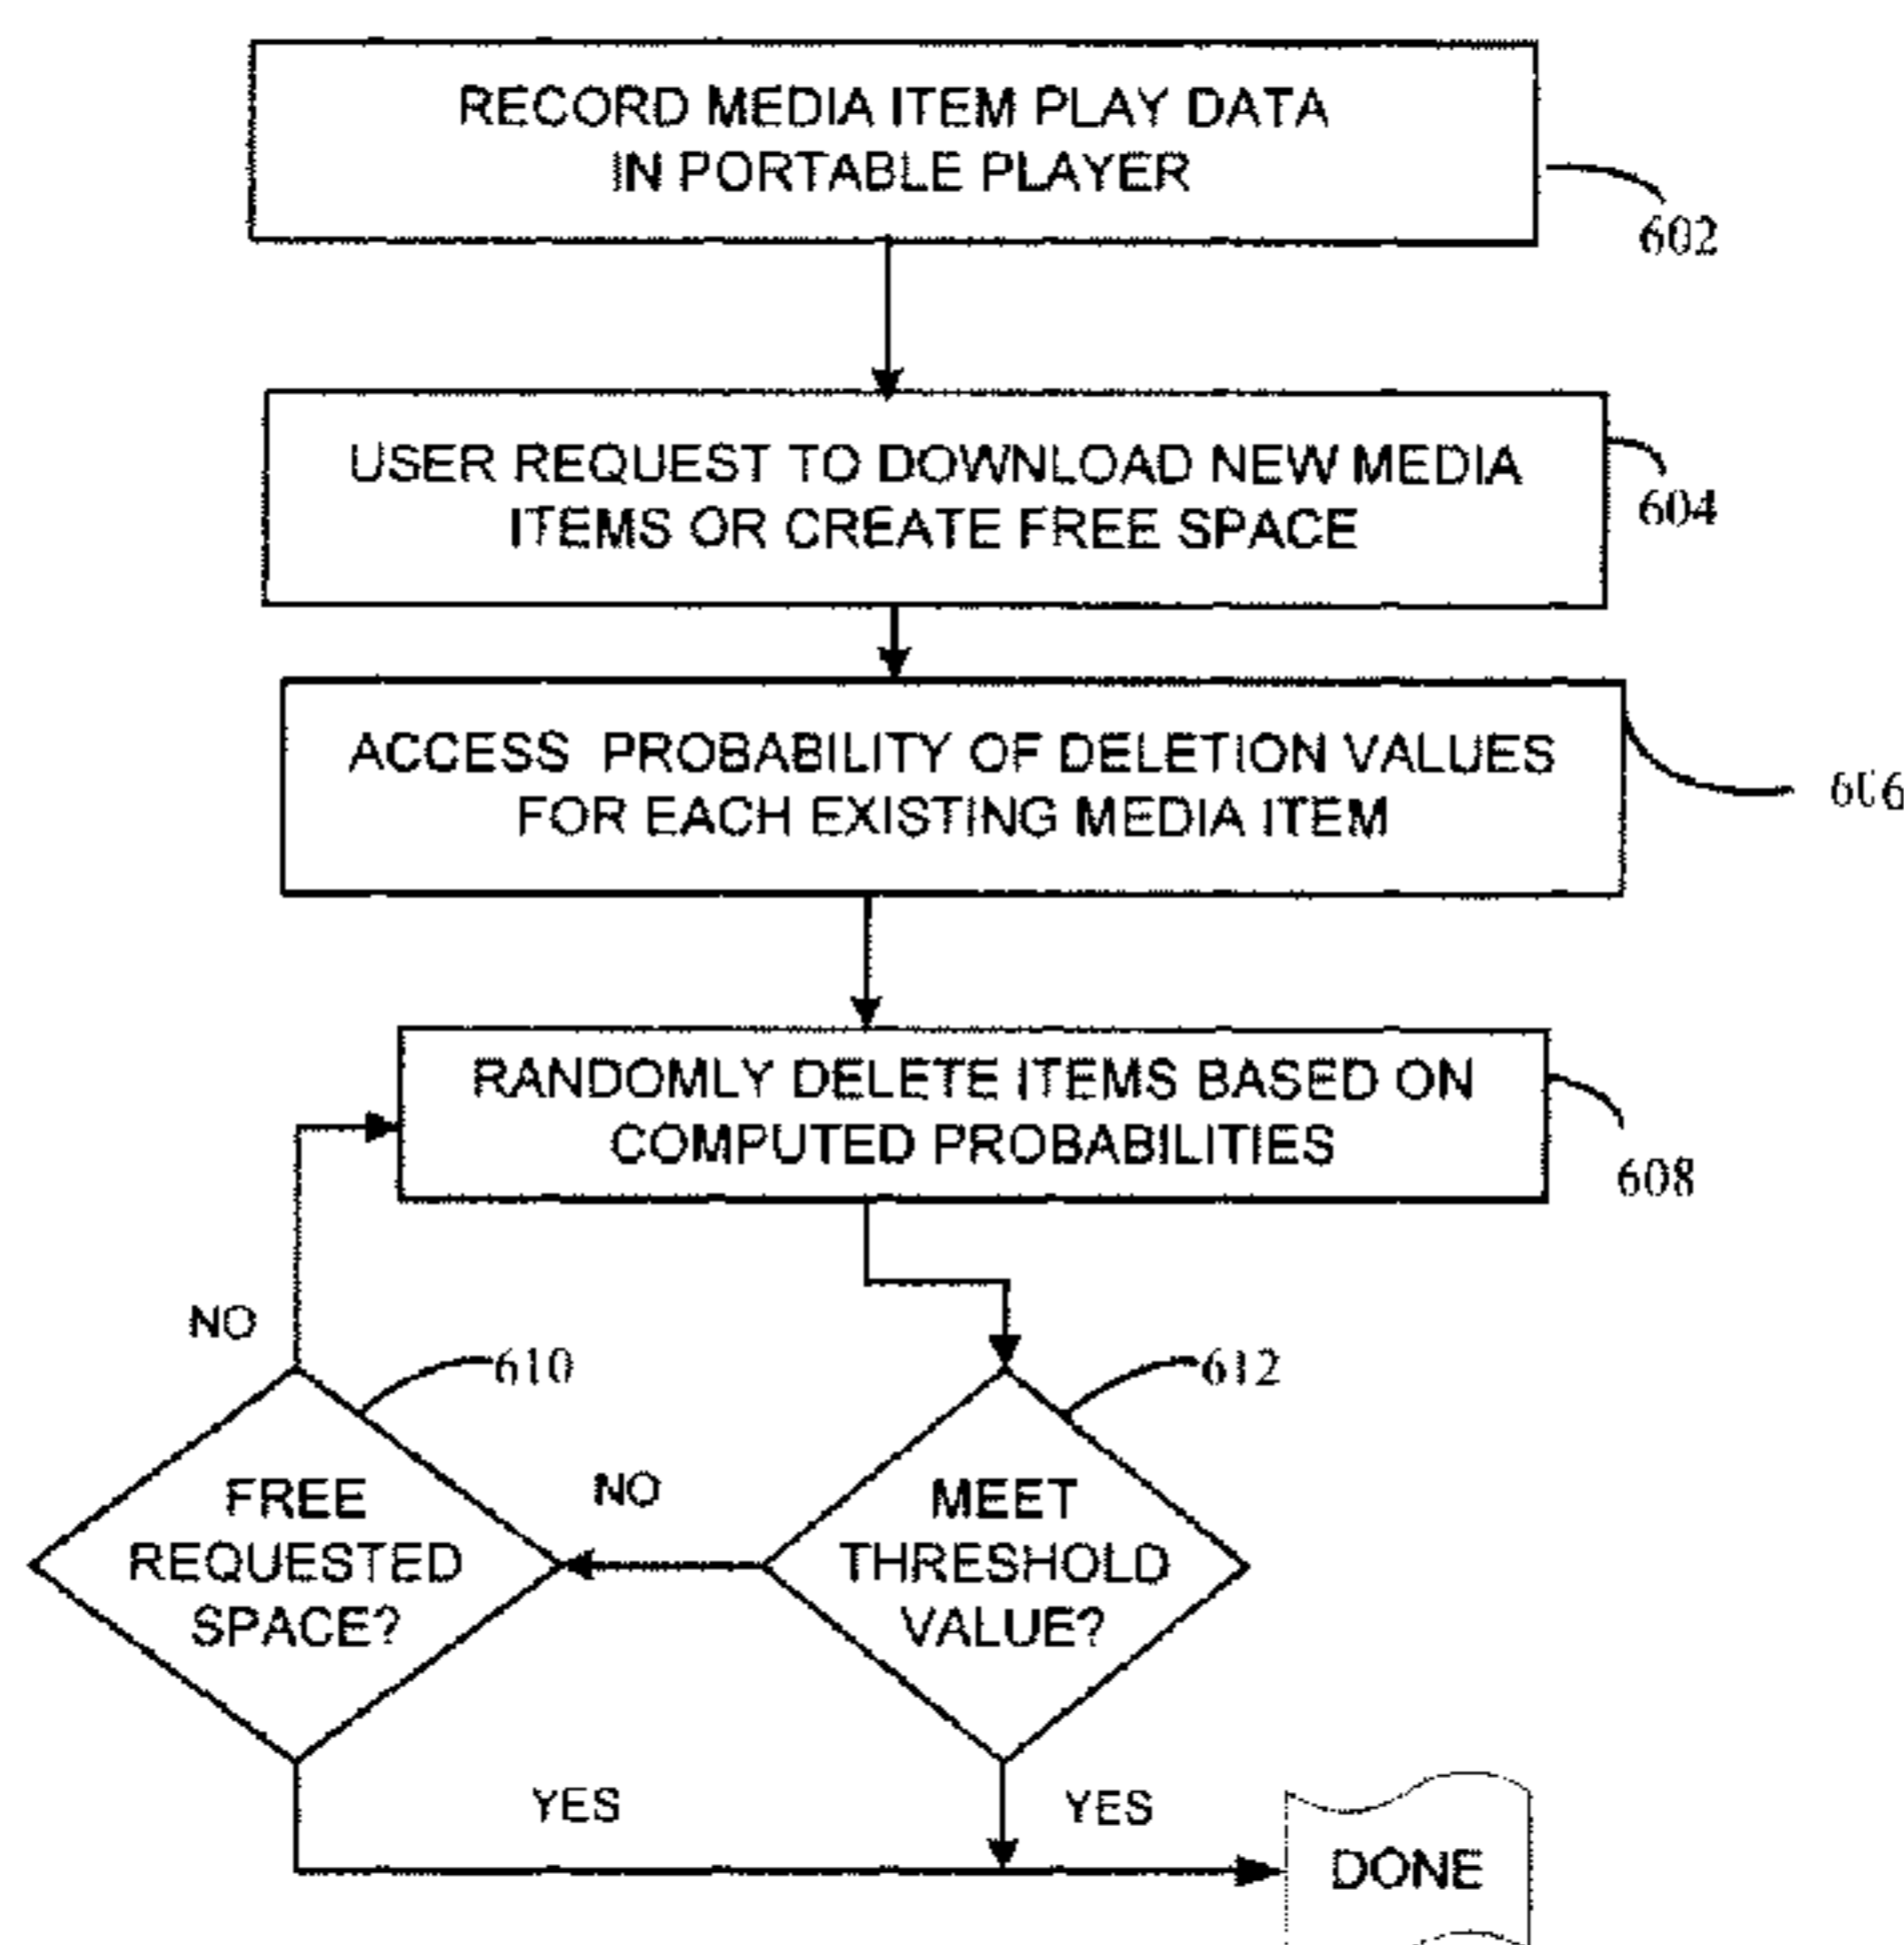 RECORD MEDIA ITEM PLAY DATA
IN PORTABLE PLAYER
602
USER REQUEST TO DOWNLOAD NEW MEDIA
ITEMS OR CREATE FREE SPACE
604
ACCESS PROBABILITY OF DELETION VALUES
FOR EACH EXISTING MEDIA ITEM
606
RANDOMLY DELETE ITEMS BASED ON
COMPUTED PROBABILITIES
608
NO
610
612
FREE
REQUESTED
SPACE?
NO
MEET
THRESHOLD
VALUE?
YES
YES
DONE